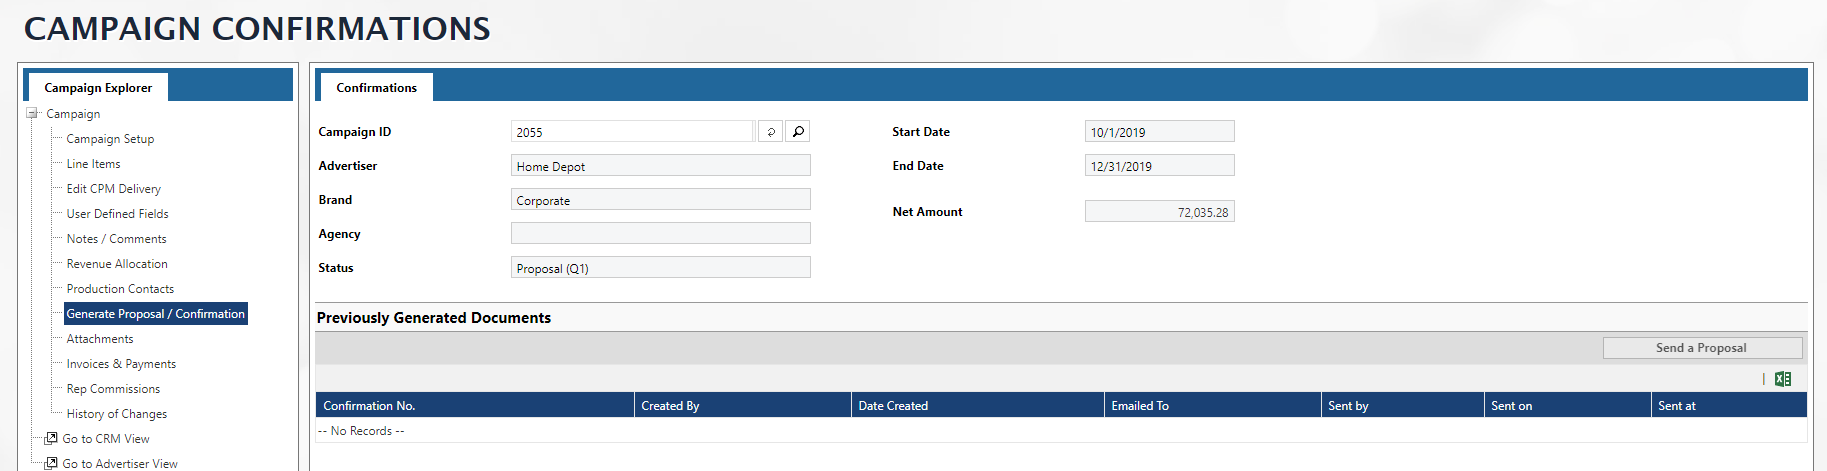 CAMPAIGN CONFIRMATIONS
Campaign Explorer
Campaign
Campaign Setup
Line Items
Edit CPM Delivery
User Defined Fields
Notes / Comments
Revenue Allocation
Production Contacts
Generate Proposal / Confirmation
Attachments
Invoices & Payments
Rep Commissions
History of Changes
Go to CRM View
Go to Advertiser View
Confirmations
Campaign ID 2055 Start Date 10/1/2019
Advertiser Home Depot End Date 12/31/2019
Brand Corporate Net Amount 72,035.28
Agency
Status Proposal (Q1)
Previously Generated Documents
Send a Proposal
Confirmation No. Created By Date Created Emailed To Sent by Sent on Sent at
-- No Records --